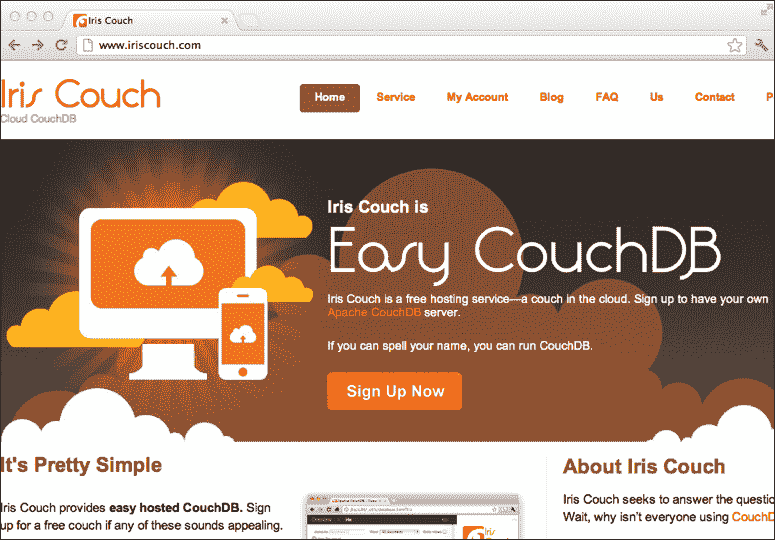 Iris Couch
www.iriscouch.com
Iris Couch
Cloud CouchDB
Home Service My Account Blog FAQ Us Contact P
Iris Couch is
Easy CouchDB
Iris Couch is a free hosting service—a couch in the cloud. Sign up to have your own
Apache CouchDB server.
If you can spell your name, you can run CouchDB.
Sign Up Now
It's Pretty Simple
Iris Couch provides easy hosted CouchDB. Sign
up for a free couch if any of these sounds appealing.
About Iris Couch
Iris Couch seeks to answer the questio
Wait, why isn't everyone using CouchD